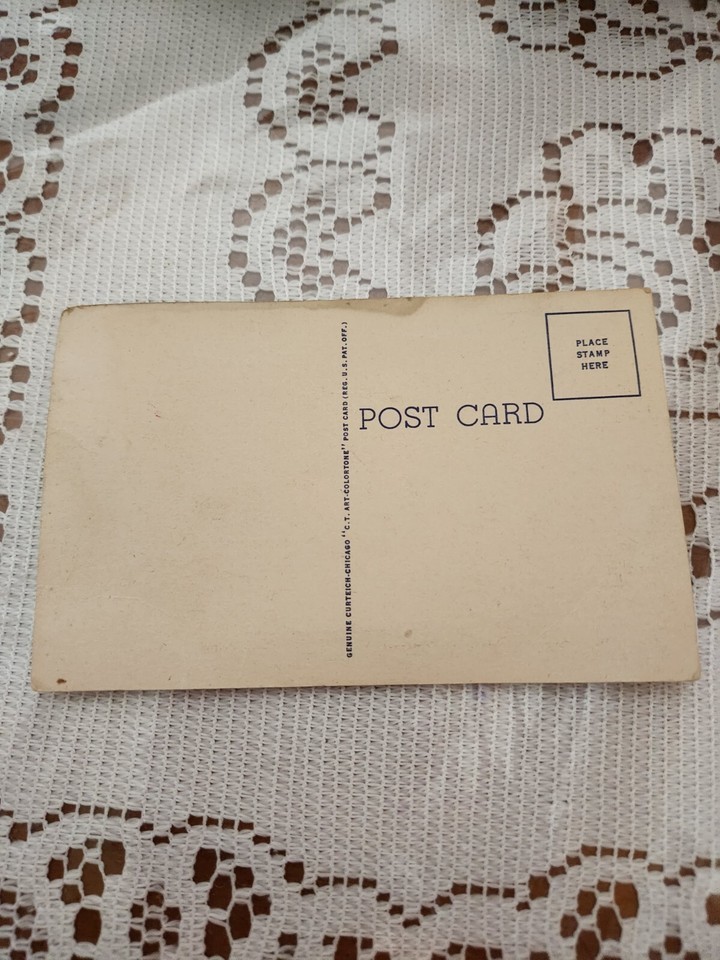 PLACE
STAMP
HERE
POST CARD
GENUINE CURTEICH-CHICAGO "C.T. ART-COLORTONE" POST CARD (REG. U.S. PAT. OFF.)